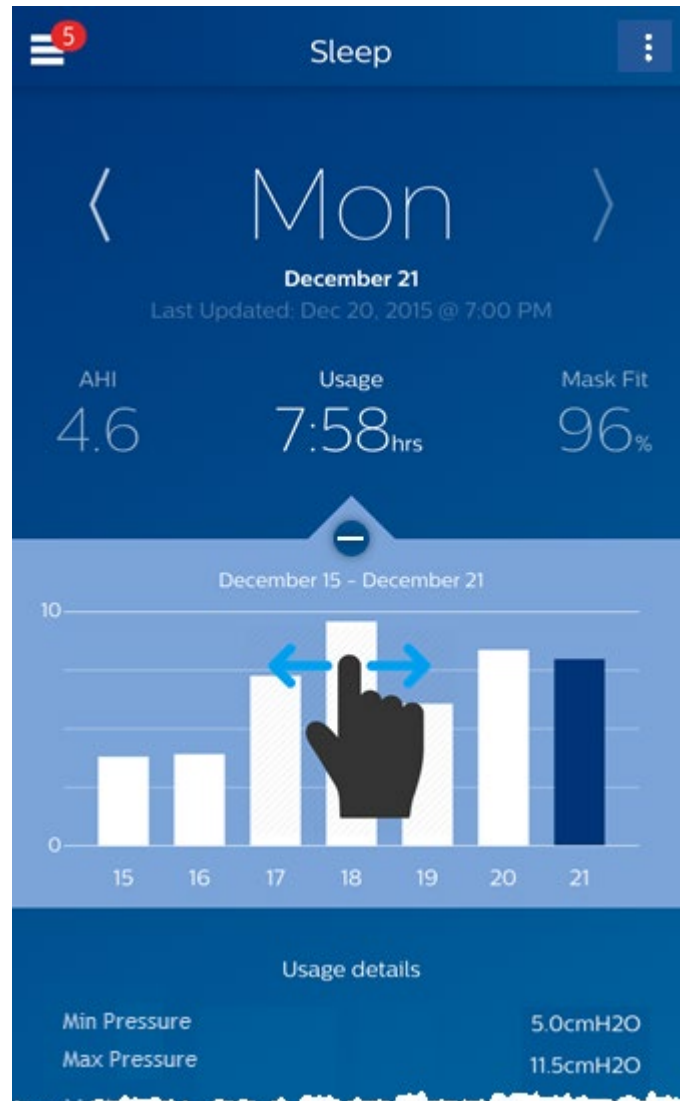 5
Sleep
Mon
December 21
Last Updated: Dec 20, 2015 @ 7:00 PM
AHI Usage Mask Fit
4.6 7:58hrs 96%
December 15 - December 21
10
0
15 16 17 18 19 20 21
Usage details
Min Pressure 5.0cmH2O
Max Pressure 11.5cmH2O